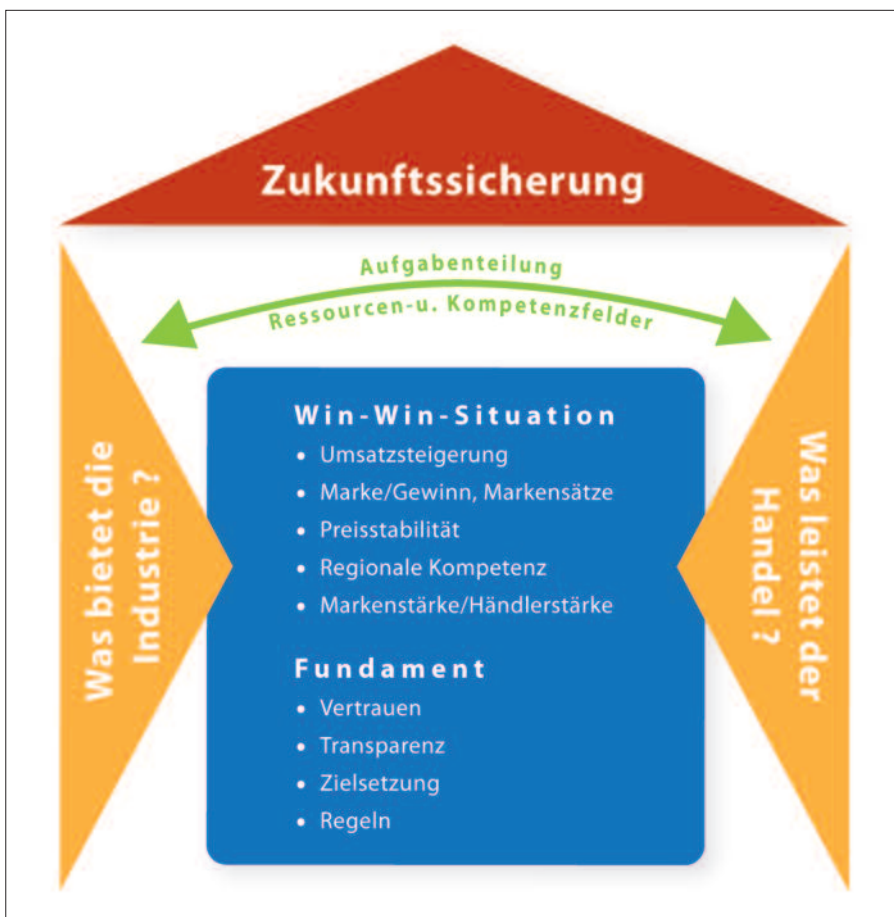 Zukunftssicherung
Aufgabenteilung
Ressourcen-u. Kompetenzfelder
Was bietet die
Industrie ?
Win-Win-Situation
• Umsatzsteigerung
• Marke/Gewinn, Markensätze
• Preisstabilität
• Regionale Kompetenz
• Markenstärke/Händlerstärke
Fundament
• Vertrauen
• Transparenz
• Zielsetzung
• Regeln
Was leistet der
Handel ?